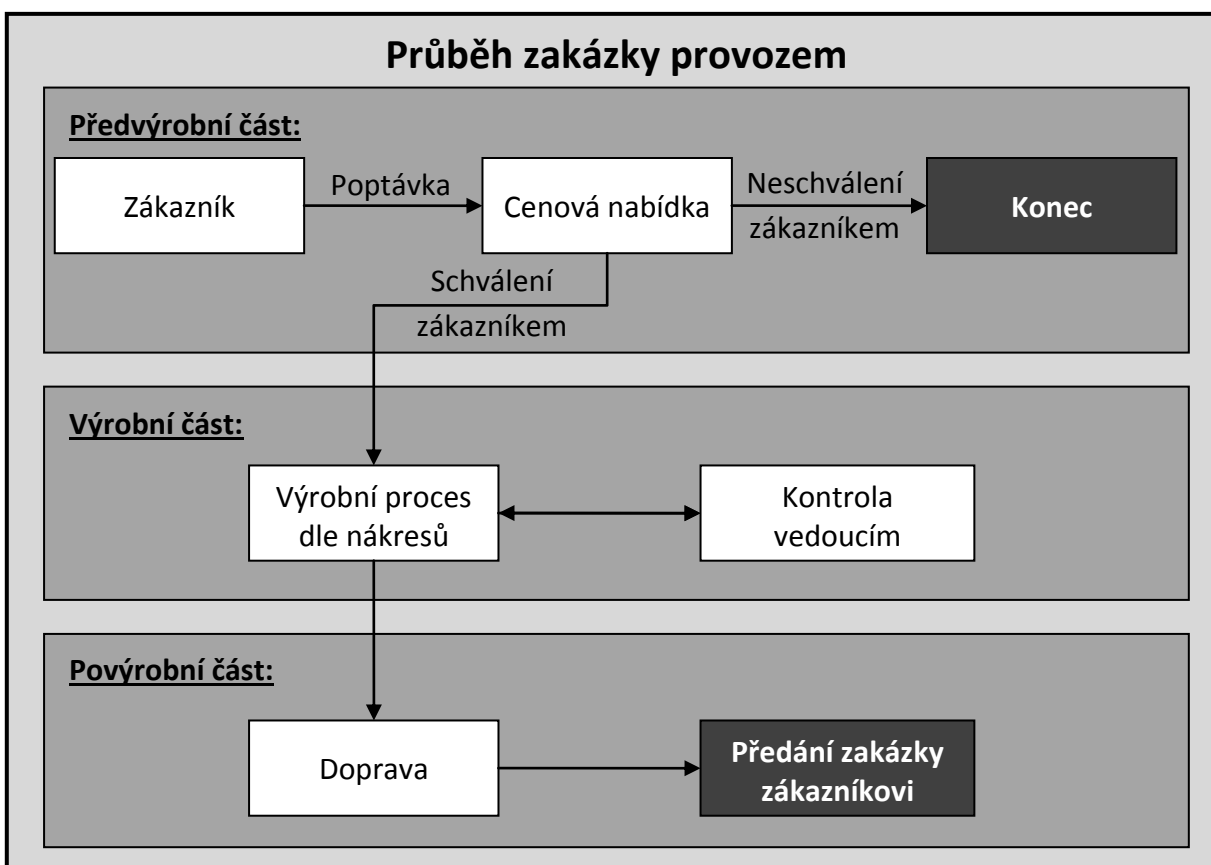 Průběh zakázky provozem
Předvýrobní část:
Zákazník
Poptávka
Cenová nabídka
Neschválení
zákazníkem
Konec
Schválení
zákazníkem
Výrobní část:
Výrobní proces
dle nákresů
Kontrola
vedoucím
Povýrobní část:
Doprava
Předání zakázky
zákazníkovi